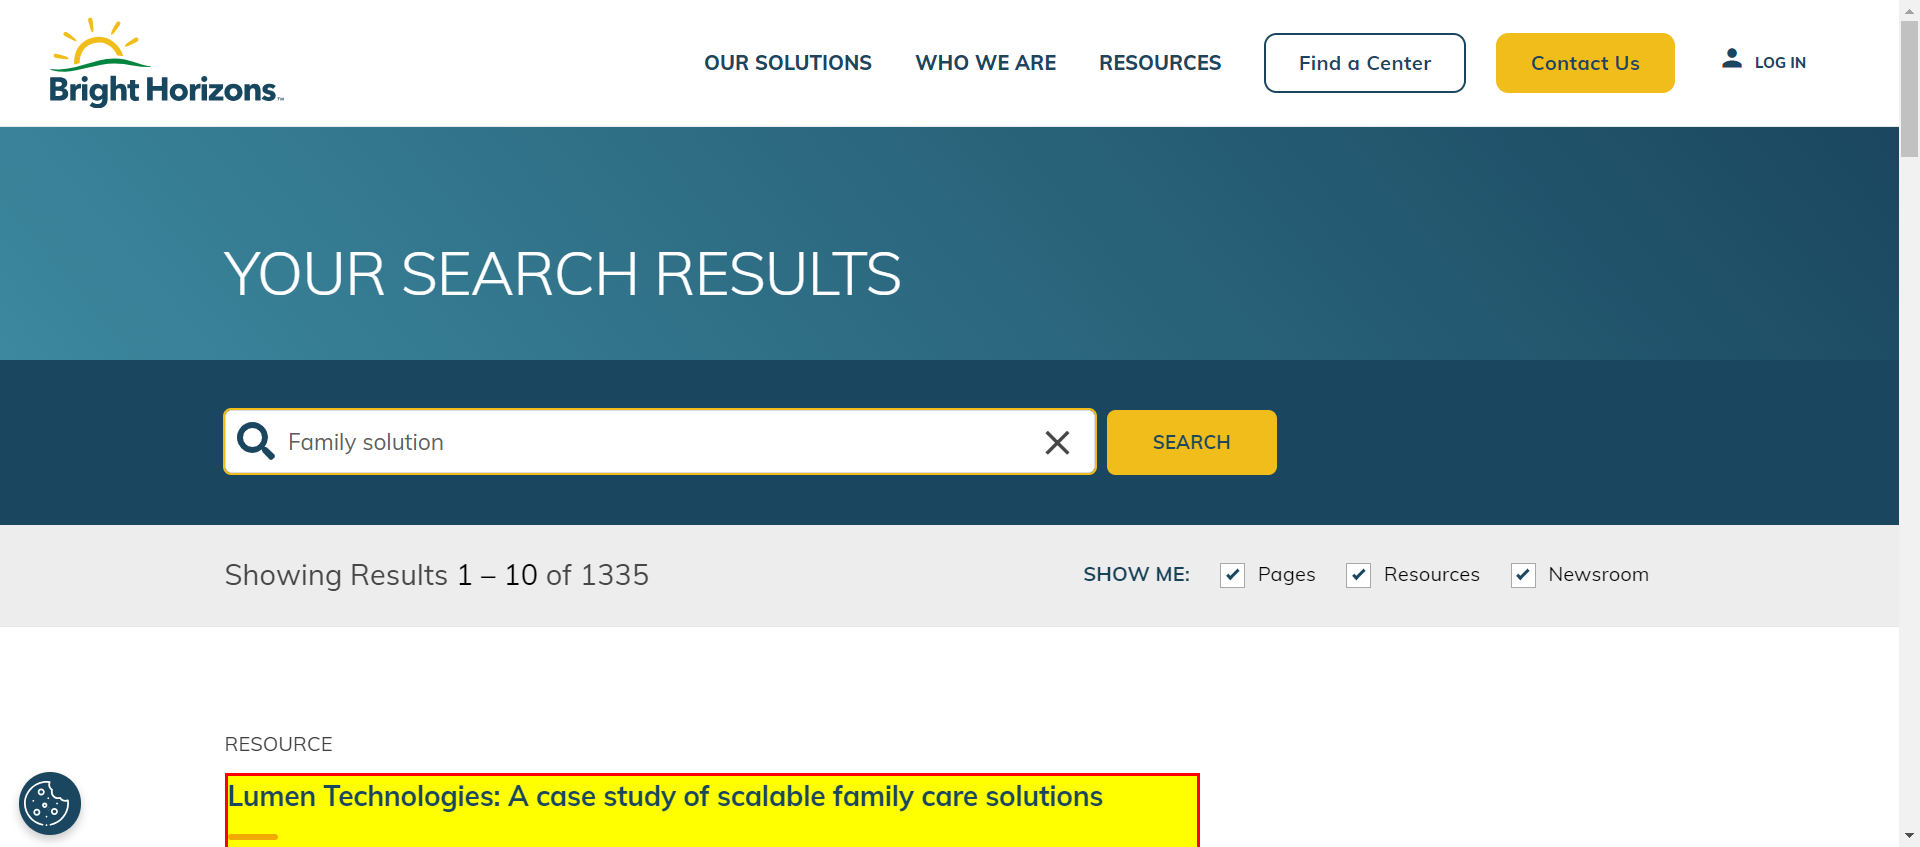 Bright Horizons™
OUR SOLUTIONS
WHO WE ARE
RESOURCES
Find a Center
Contact Us
LOG IN
YOUR SEARCH RESULTS
Family solution
SEARCH
Showing Results 1 – 10 of 1335
SHOW ME:
Pages
Resources
Newsroom
RESOURCE
Lumen Technologies: A case study of scalable family care solutions